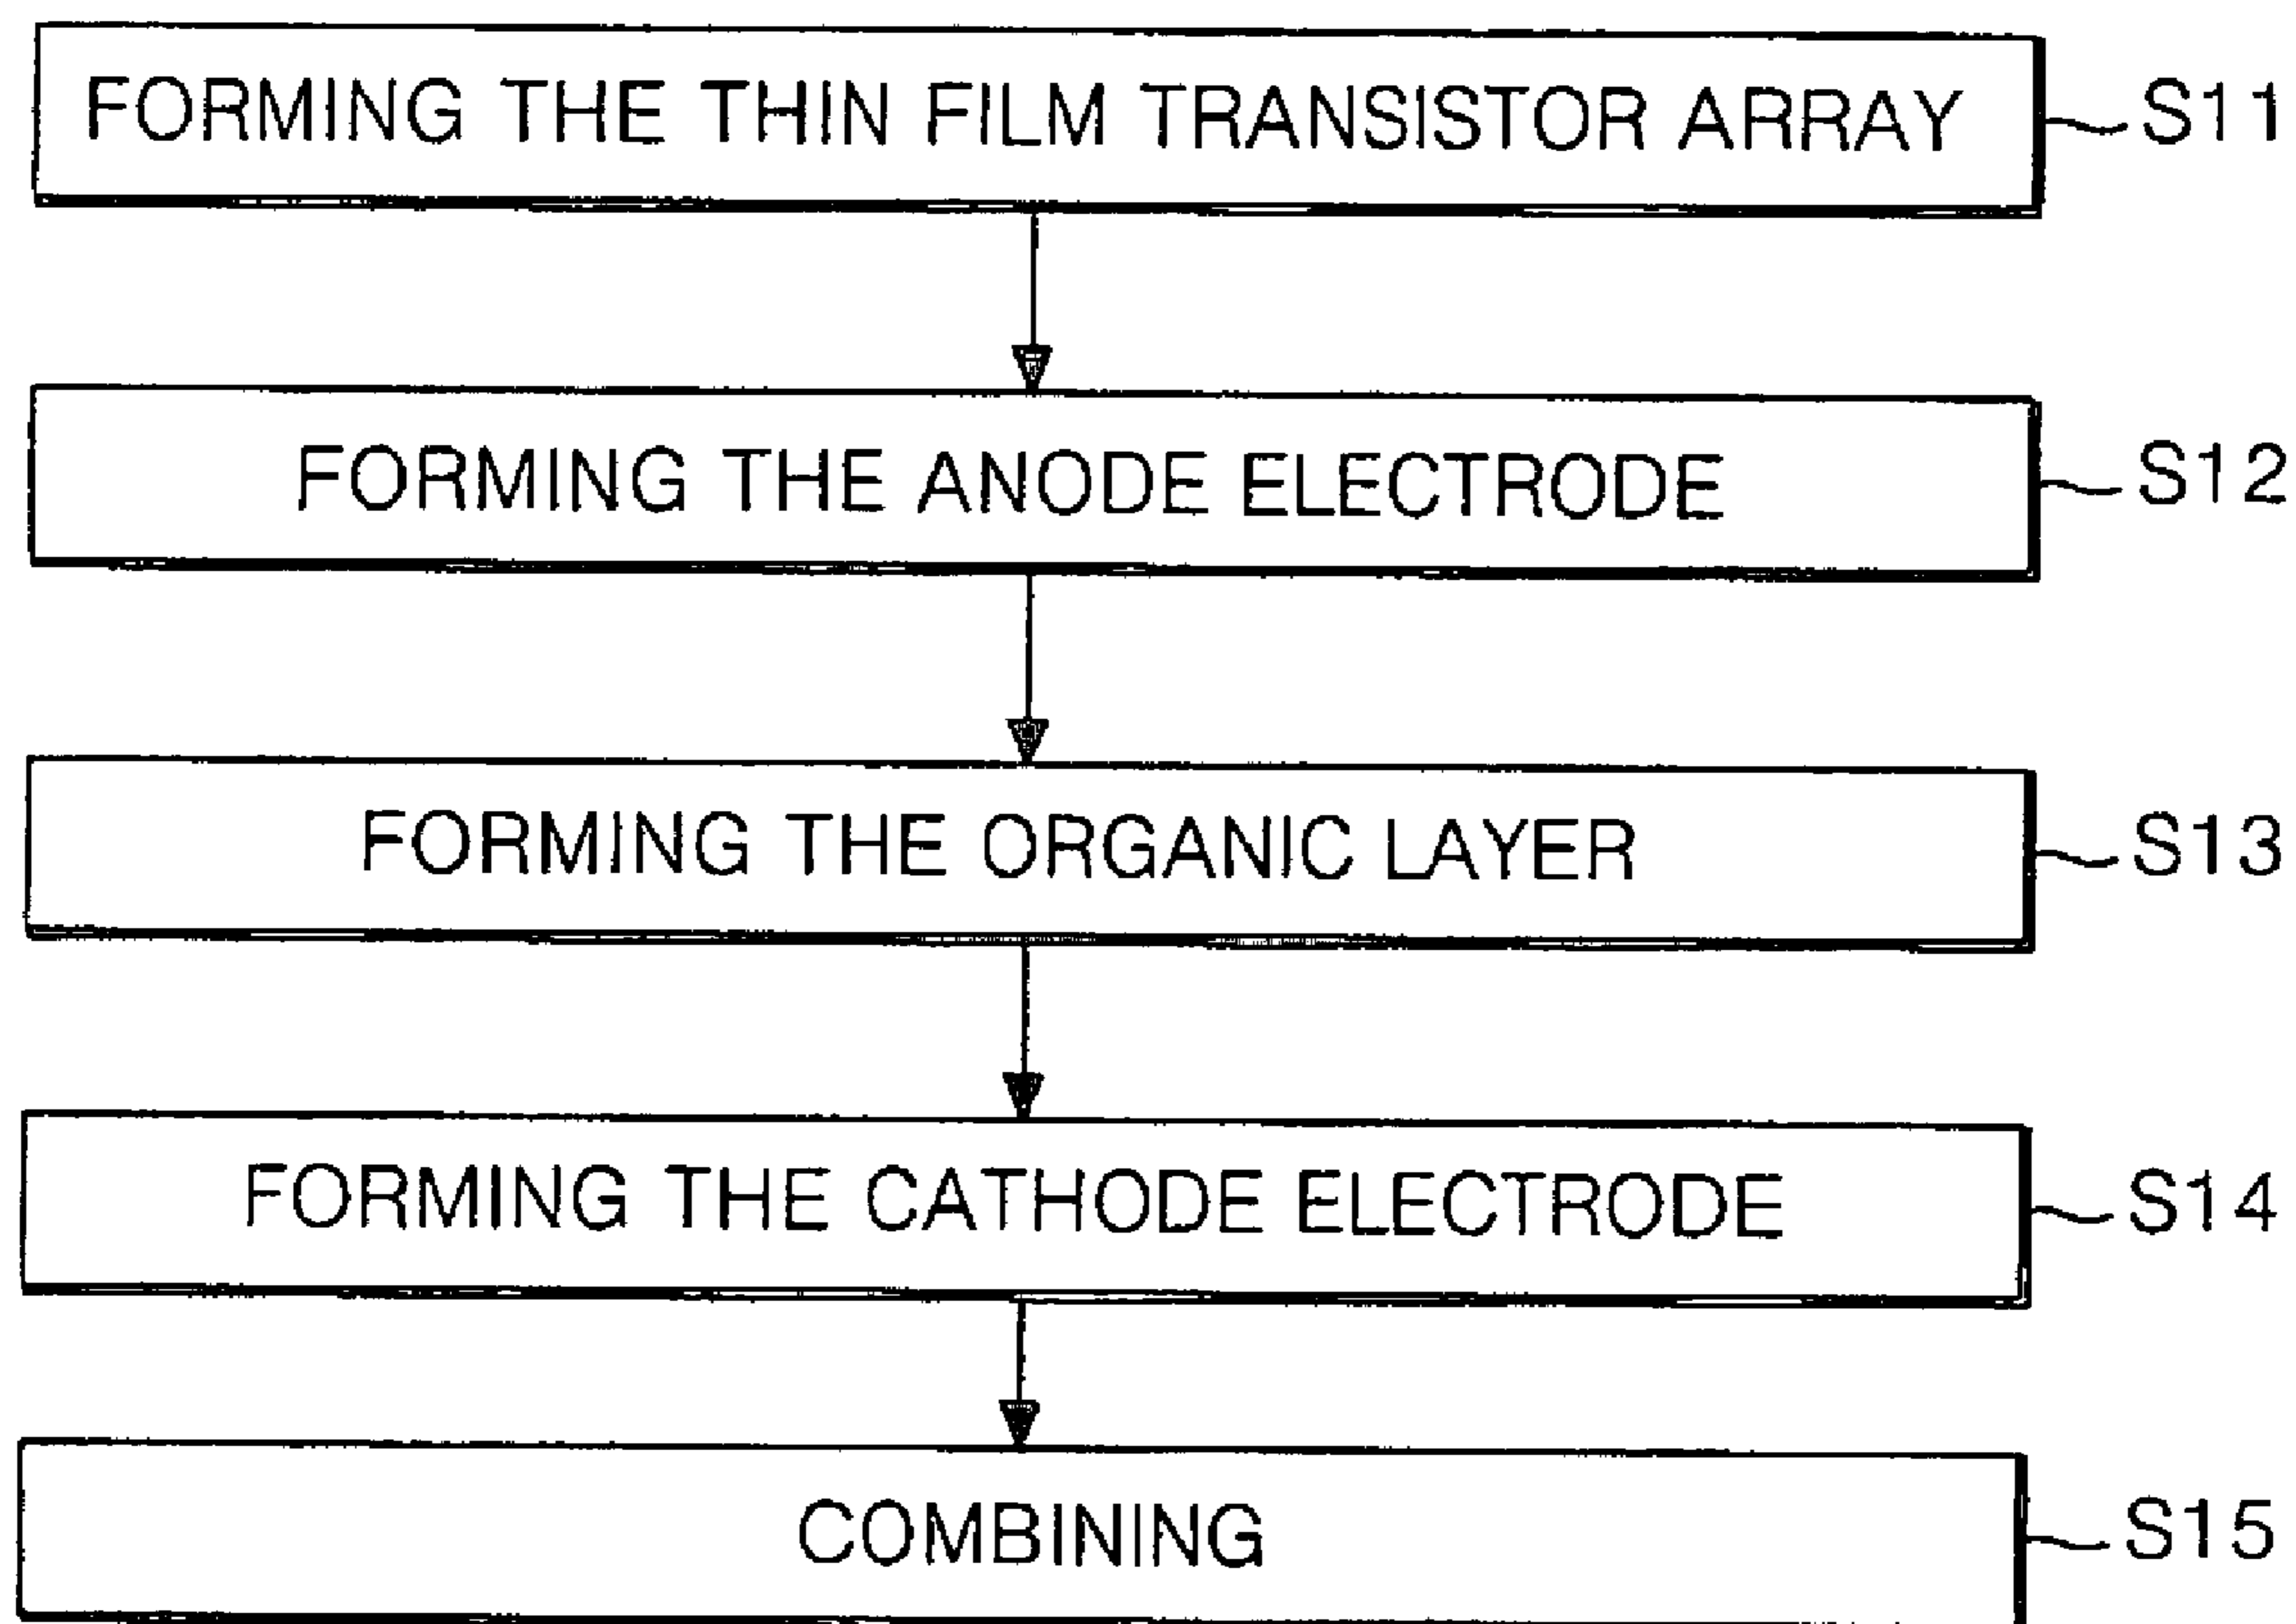 FORMING THE THIN FILM TRANSISTOR ARRAY S11
FORMING THE ANODE ELECTRODE S12
FORMING THE ORGANIC LAYER S13
FORMING THE CATHODE ELECTRODE S14
COMBINING S15